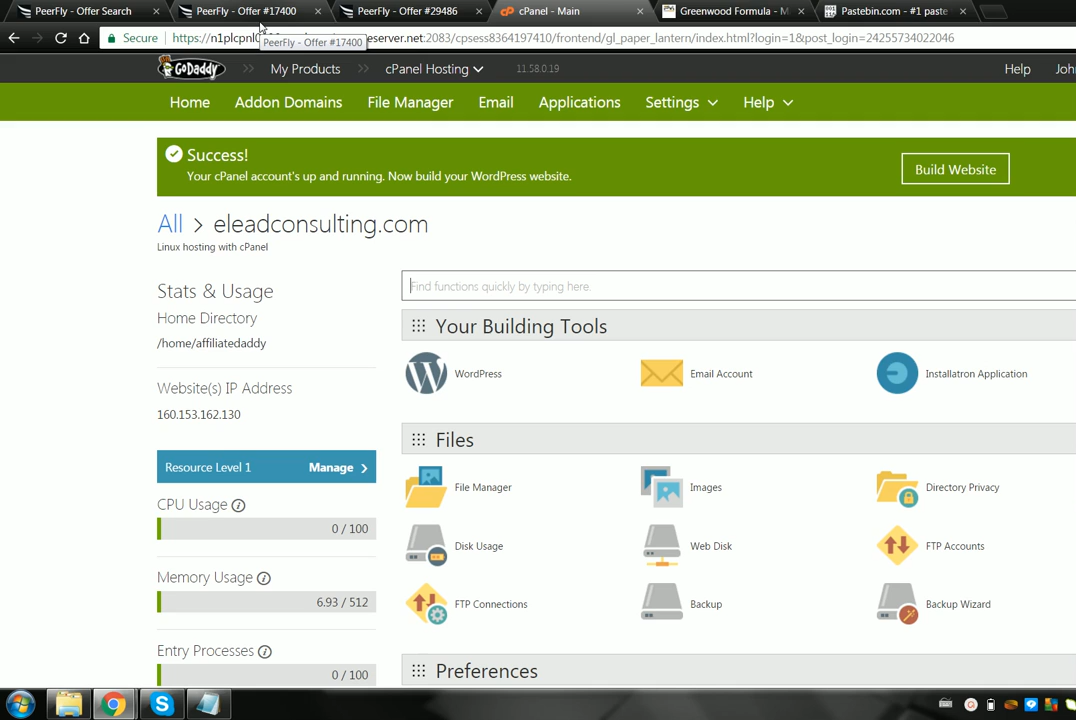 PeerFly - Offer Search
PeerFly - Offer #17400
PeerFly - Offer #29486
cPanel - Main
Greenwood Formula - M
Pastebin.com - #1 paste
Secure
eserver.net:2083/cpsess8364197410/frontend/gl_paper_lantern/index.html?login=1&post_login=24255734022046
PeerFly - Offer #17400
GoDaddy
My Products
cPanel Hosting
11.58.0.19
Help
Joh
Home
Addon Domains
File Manager
Email
Applications
Settings
Help
Success!
Your cPanel account's up and running. Now build your WordPress website.
Build Website
All > eleadconsulting.com
Linux hosting with cPanel
Find functions quickly by typing here.
Stats & Usage
Home Directory
/home/affiliatedaddy
Website(s) IP Address
160.153.162.130
Resource Level 1
Manage
CPU Usage
0 / 100
Memory Usage
6.93 / 512
Entry Processes
0 / 100
Your Building Tools
WordPress
Email Account
Installatron Application
Files
File Manager
Images
Directory Privacy
Disk Usage
Web Disk
FTP Accounts
FTP Connections
Backup
Backup Wizard
Preferences